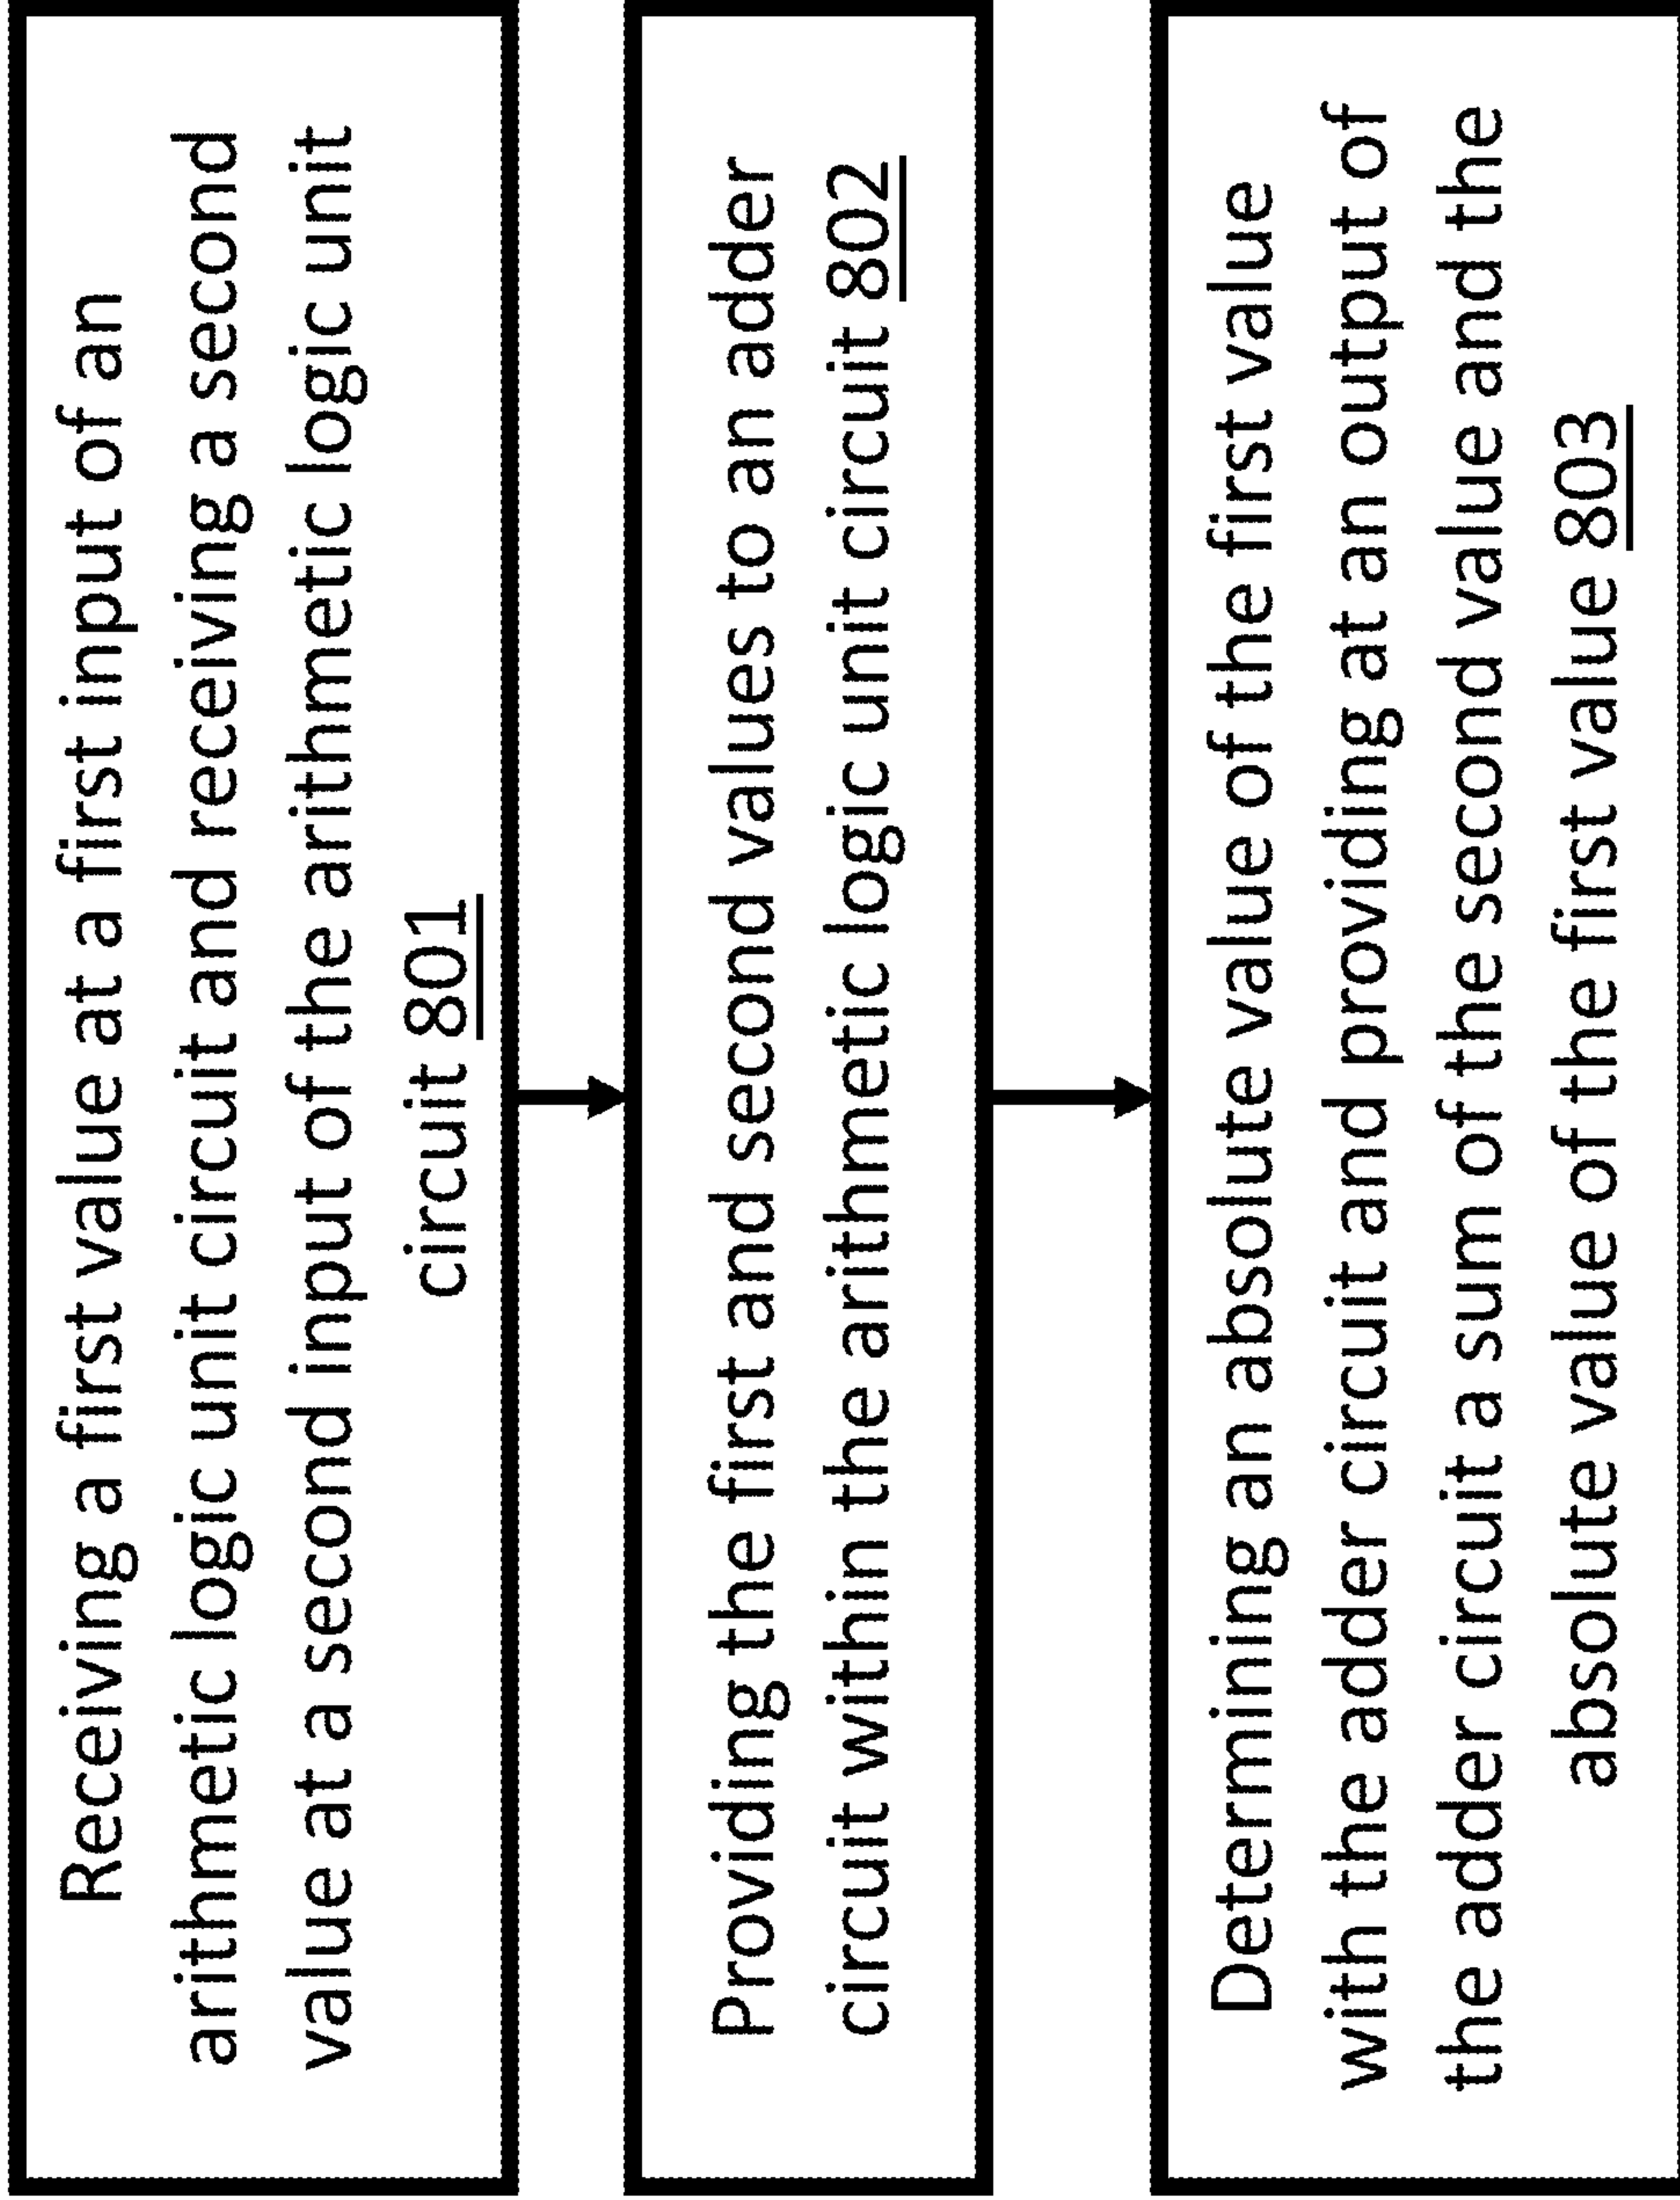 Receiving a first value at a first input of an
arithmetic logic unit circuit and receiving a second
value at a second input of the arithmetic logic unit
circuit 801
Providing the first and second values to an adder
circuit within the arithmetic logic unit circuit 802
Determining an absolute value of the first value
with the adder circuit and providing at an output of
the adder circuit a sum of the second value and the
absolute value of the first value 803